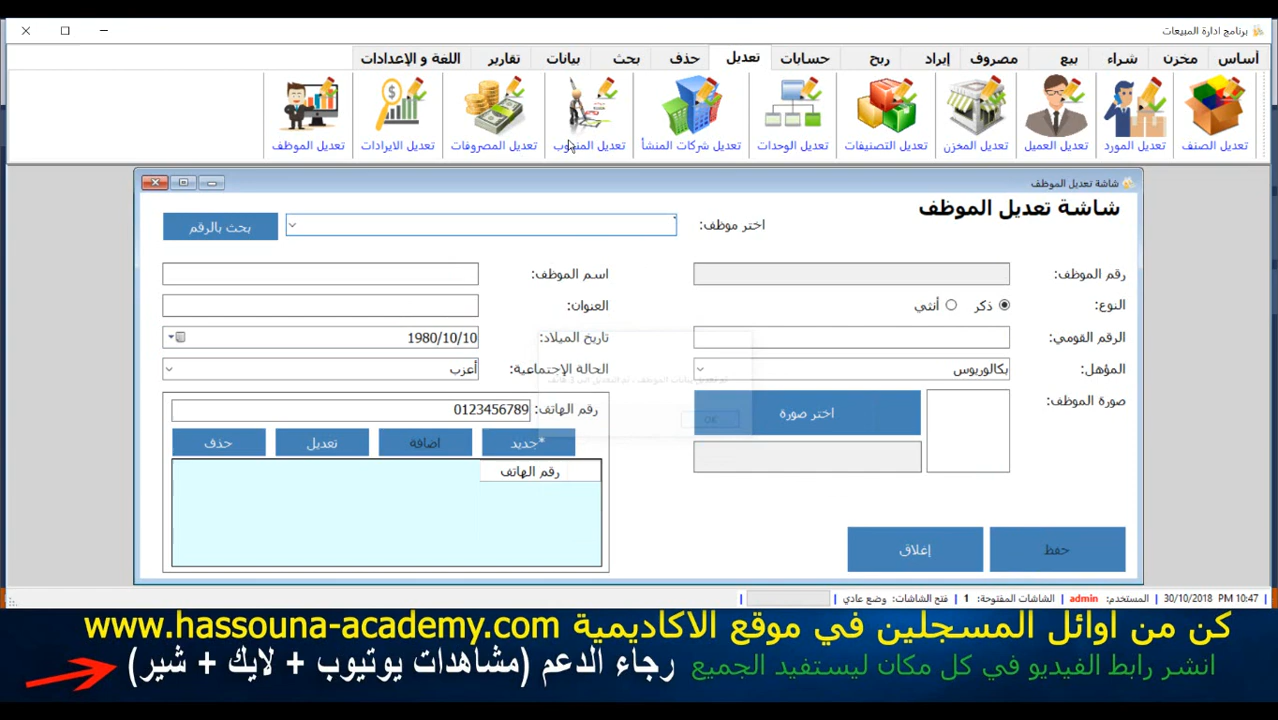 برنامج ادارة المبيعات
أساس مخزن شراء بيع مصروف إيراد ربح حسابات تعديل حذف بحث بيانات تقارير اللغة و الإعدادات
تعديل الصنف تعديل المورد تعديل العميل تعديل المخزن تعديل التصنيفات تعديل الوحدات تعديل شركات المنشأ تعديل المندوب تعديل المصروفات تعديل الايرادات تعديل الموظف
شاشة تعديل الموظف
شاشة تعديل الموظف
اختر موظف: بحث بالرقم
رقم الموظف: اسم الموظف:
النوع: ذكر أنثي العنوان:
الرقم القومي: تاريخ الميلاد: 1980/10/10
المؤهل: بكالوريوس الحالة الإجتماعية: أعزب
صورة الموظف: اختر صورة رقم الهاتف: 0123456789
*جديد اضافة تعديل حذف
رقم الهاتف
OK
حفظ إغلاق
30/10/2018 PM 10:47 المستخدم: admin الشاشات المفتوحة: 1 فتح الشاشات: وضع عادي
كن من اوائل المسجلين في موقع الاكاديمية www.hassouna-academy.com
انشر رابط الفيديو في كل مكان ليستفيد الجميع رجاء الدعم (مشاهدات يوتيوب + لايك + شير)